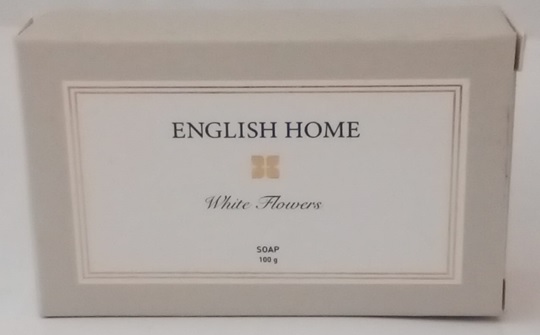 ENGLISH HOME
White Flowers
SOAP
100 g